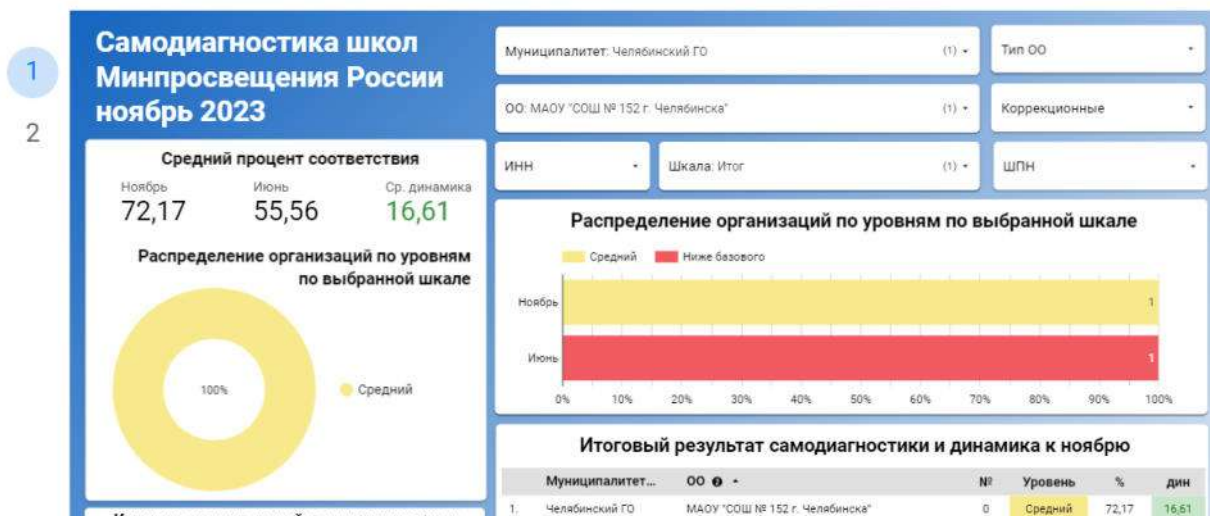 1
2
Самодиагностика школ
Минпросвещения России
ноябрь 2023
Муниципалитет: Челябинский ГО (1)
Тип ОО
ОО: МАОУ "СОШ № 152 г. Челябинска" (1)
Коррекционные
ИНН
Шкала: Итог (1)
ШПН
Средний процент соответствия
Ноябрь Июнь Ср. динамика
72,17 55,56 16,61
Распределение организаций по уровням
по выбранной шкале
100%
Средний
Распределение организаций по уровням по выбранной шкале
Средний Ниже базового
Ноябрь 1
Июнь 1
0% 10% 20% 30% 40% 50% 60% 70% 80% 90% 100%
Итоговый результат самодиагностики и динамика к ноябрю
Муниципалитет... ОО № Уровень % дин
1. Челябинский ГО МАОУ "СОШ № 152 г. Челябинска" 0 Средний 72,17 16,61